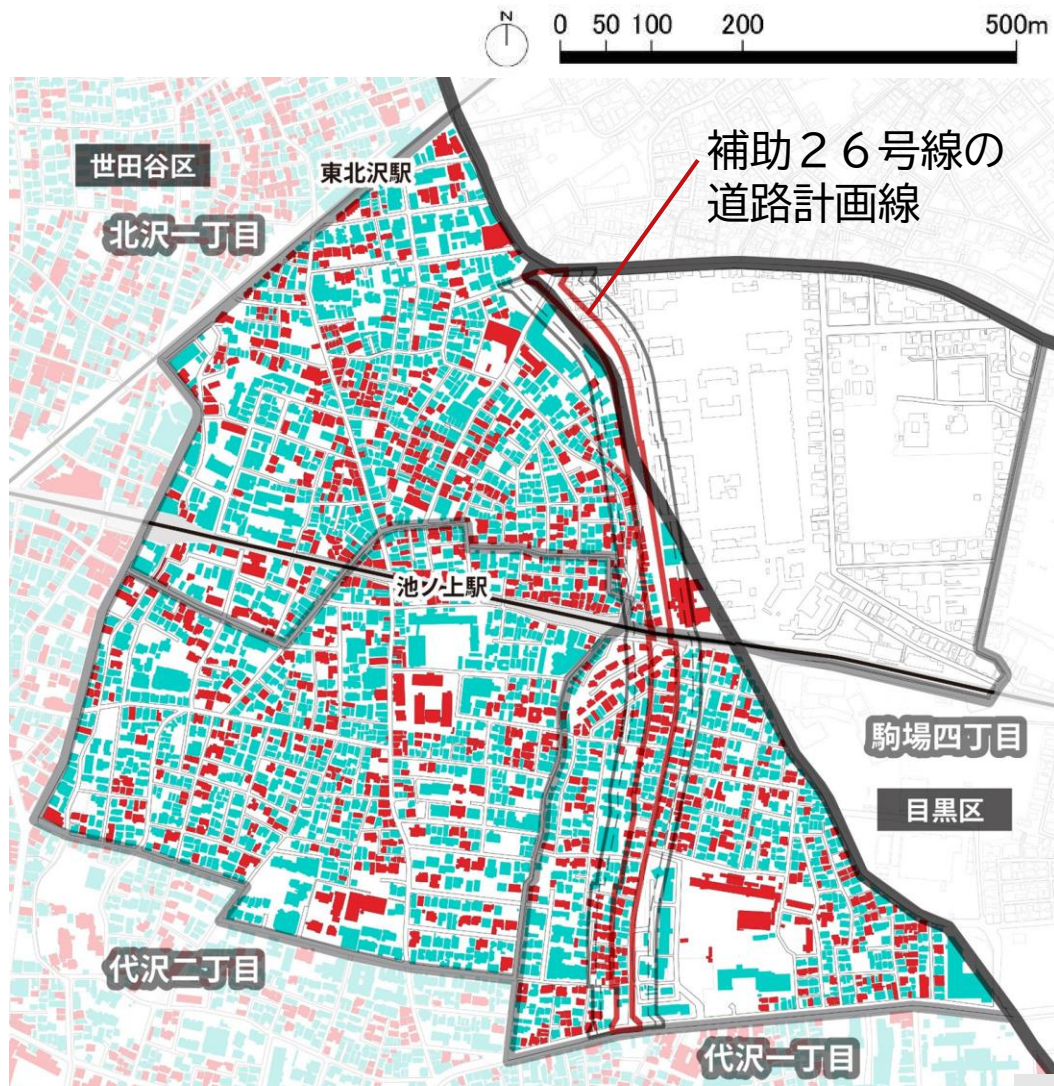 N
0 50 100 200 500m
補助26号線の
道路計画線
世田谷区
東北沢駅
北沢一丁目
池ノ上駅
駒場四丁目
目黒区
代沢二丁目
代沢一丁目